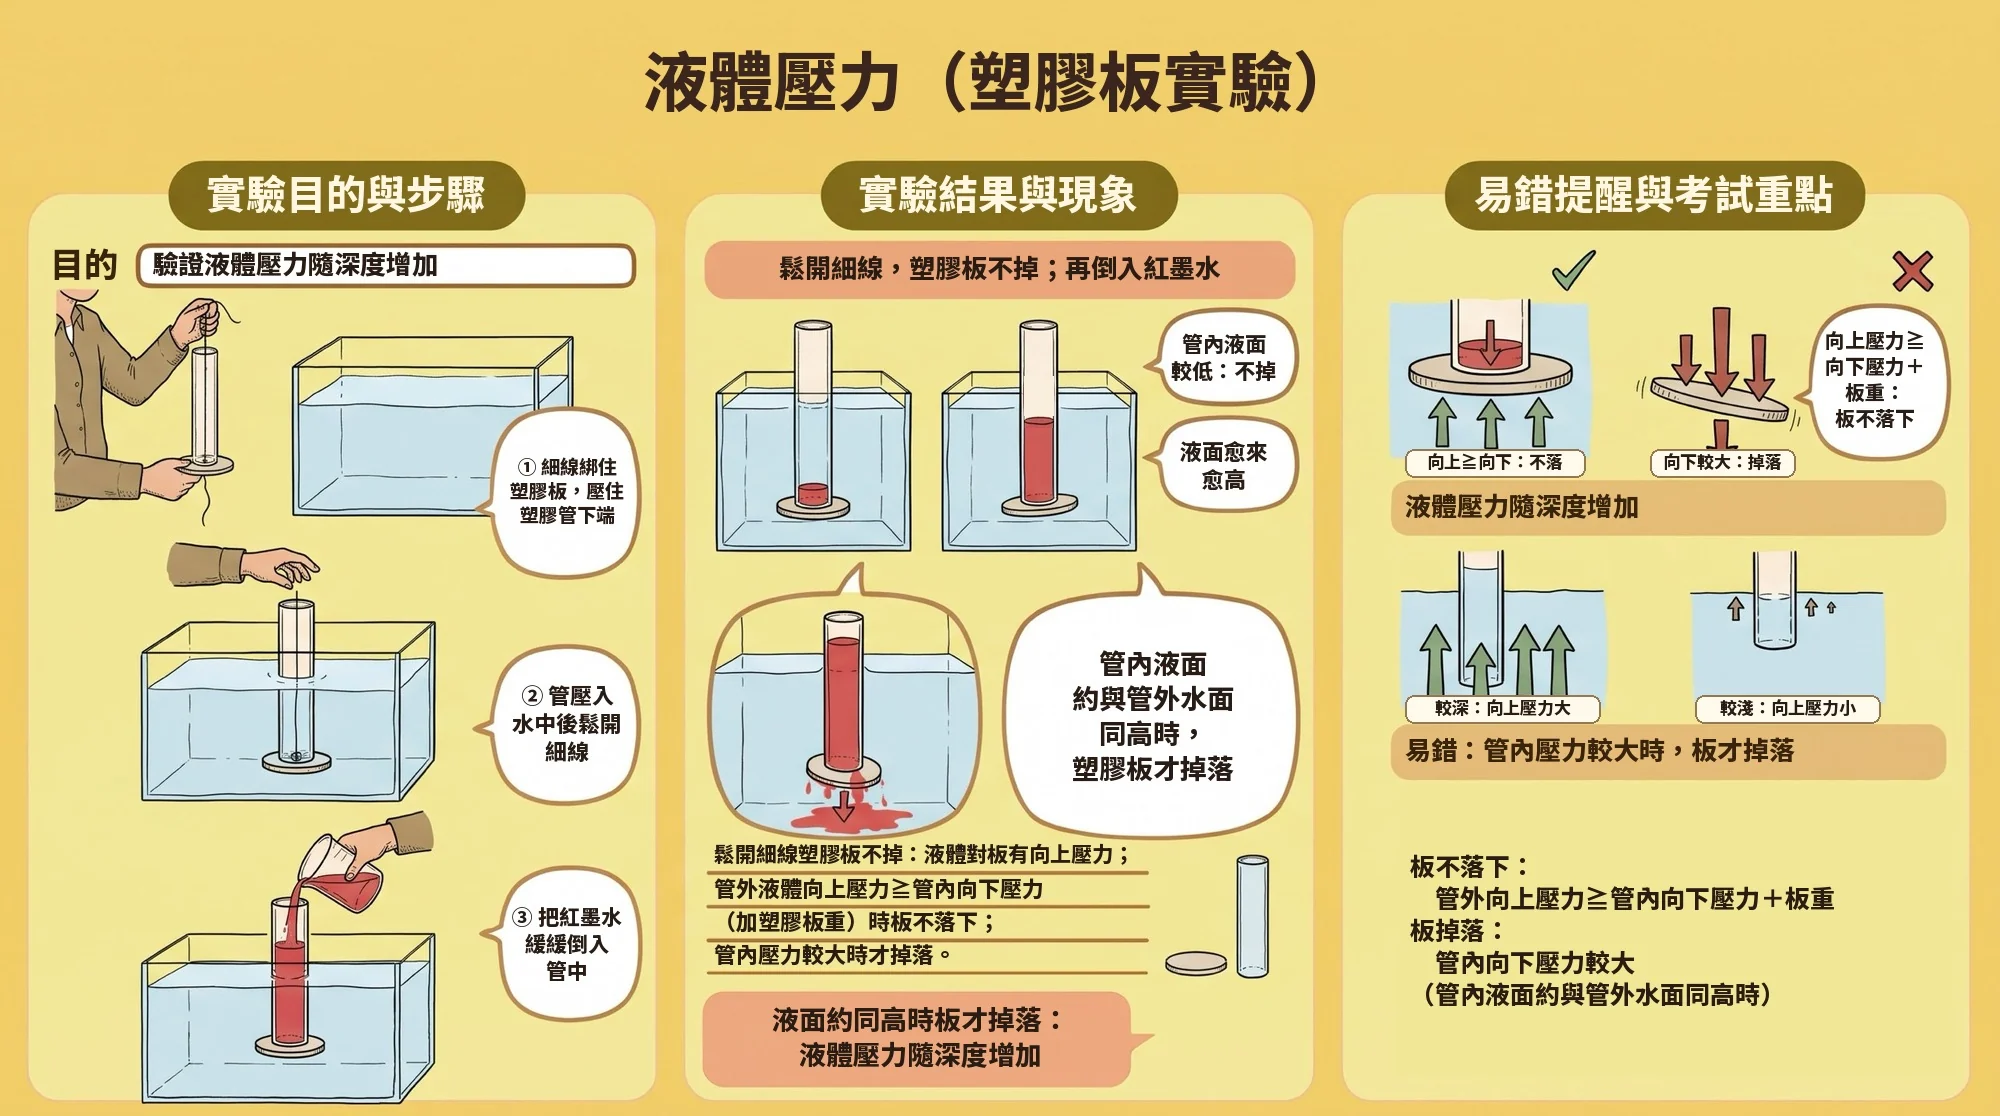 液體壓力（塑膠板實驗）
實驗目的與步驟
目的
驗證液體壓力隨深度增加
① 細線綁住
塑膠板，壓住
塑膠管下端
② 管壓入
水中後鬆開
細線
③ 把紅墨水
緩緩倒入
管中
實驗結果與現象
鬆開細線，塑膠板不掉；再倒入紅墨水
管內液面
較低：不掉
液面愈來
愈高
管內液面
約與管外水面
同高時，
塑膠板才掉落
鬆開細線塑膠板不掉：液體對板有向上壓力；
管外液體向上壓力≧管內向下壓力
（加塑膠板重）時板不落下；
管內壓力較大時才掉落。
液面約同高時板才掉落：
液體壓力隨深度增加
易錯提醒與考試重點
向上壓力≧
向下壓力＋
板重：
板不落下
向上≧向下：不落
向下較大：掉落
液體壓力隨深度增加
較深：向上壓力大
較淺：向上壓力小
易錯：管內壓力較大時，板才掉落
板不落下：
管外向上壓力≧管內向下壓力＋板重
板掉落：
管內向下壓力較大
（管內液面約與管外水面同高時）